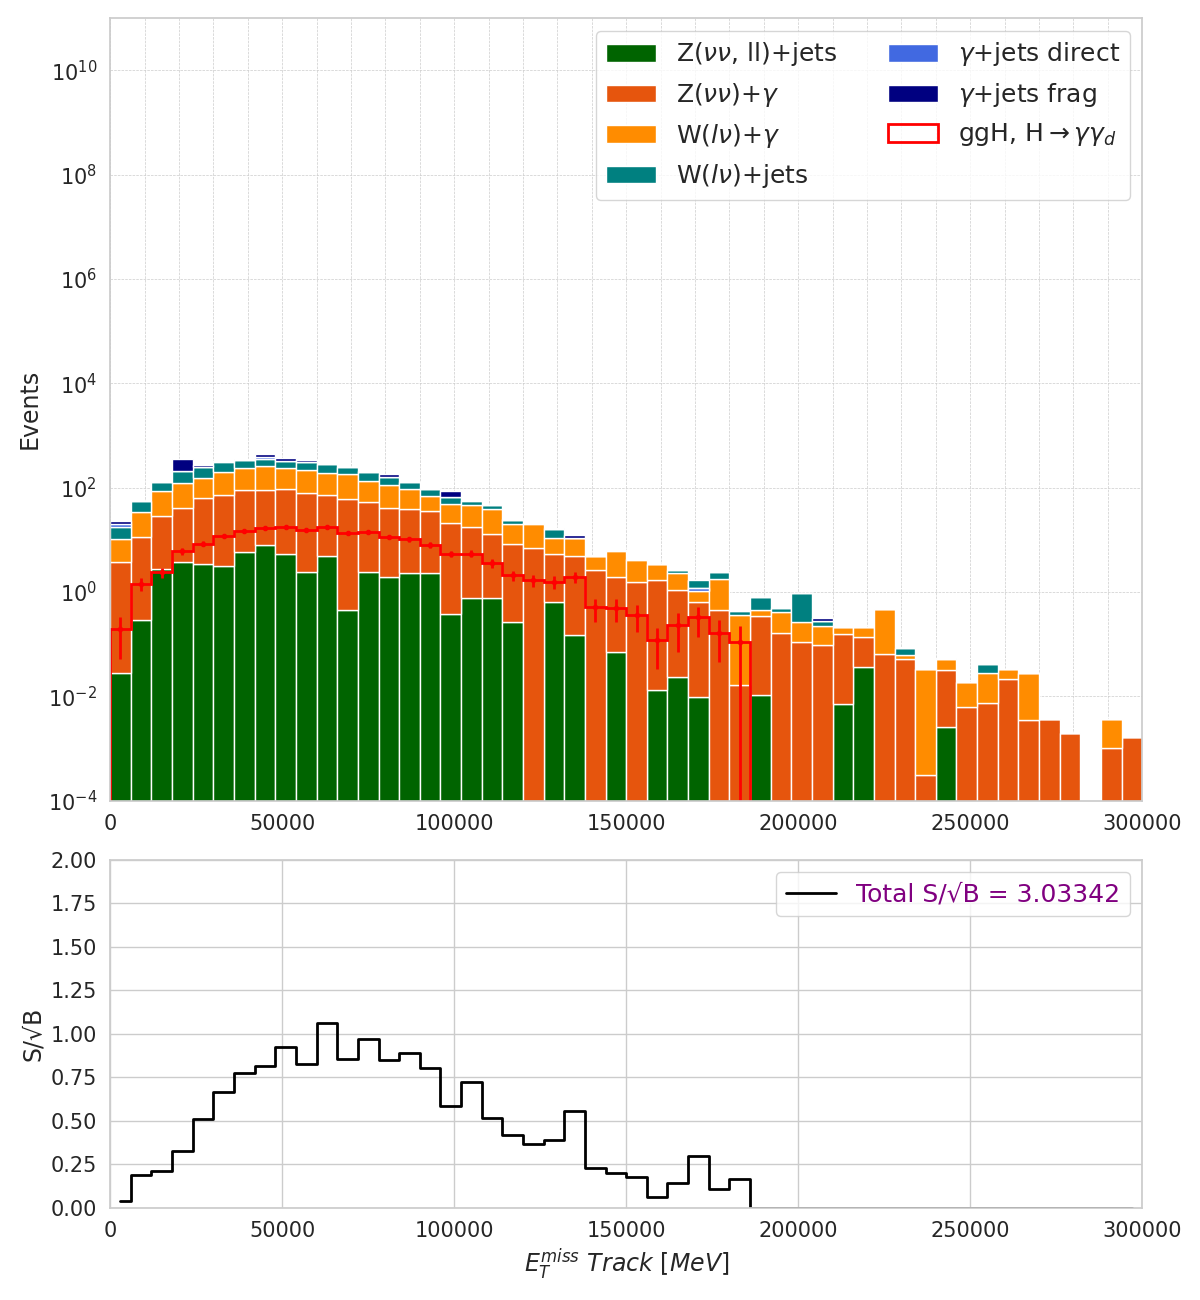 Z(νν, ll)+jets
Z(νν)+γ
W(lν)+γ
W(lν)+jets
γ+jets direct
γ+jets frag
ggH, H→γγ_d
Events
10^10
10^8
10^6
10^4
10^2
10^0
10^−2
10^−4
0 50000 100000 150000 200000 250000 300000
Total S/√B = 3.03342
S/√B
2.00
1.75
1.50
1.25
1.00
0.75
0.50
0.25
0.00
0 50000 100000 150000 200000 250000 300000
E_T^miss Track [MeV]